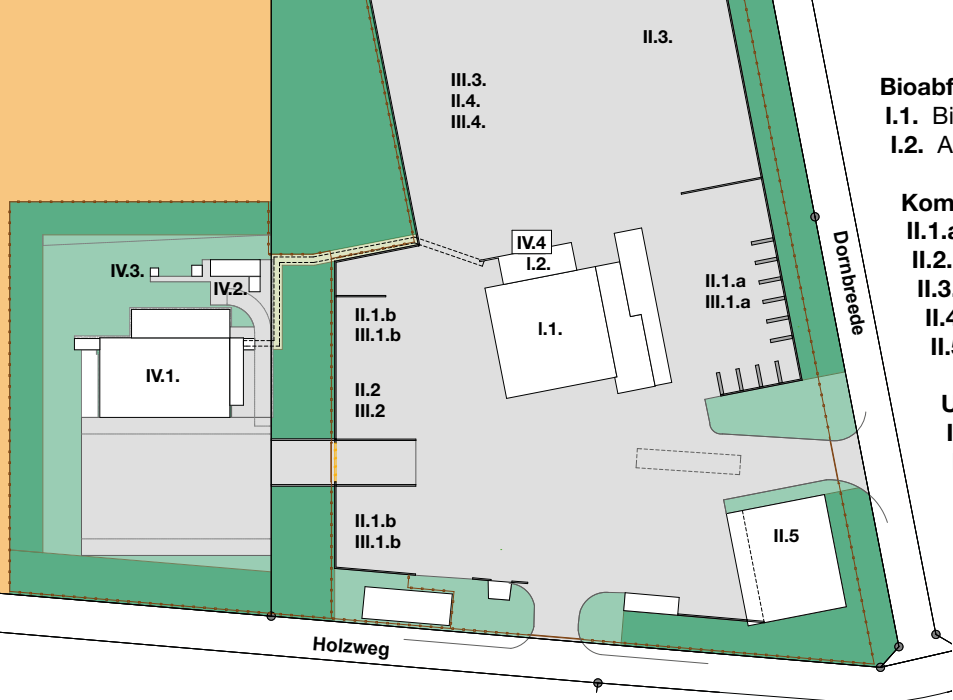 II.3.
III.3.
II.4.
III.4.
Bioabf
I.1. Bi
I.2. A
Kom
II.1.a
II.2.
II.3.
II.4
II.5
U
I
Dornbreede
IV.4
I.2.
IV.3.
IV.2.
II.1.a
III.1.a
II.1.b
III.1.b
I.1.
IV.1.
II.2
III.2
II.1.b
III.1.b
II.5
Holzweg